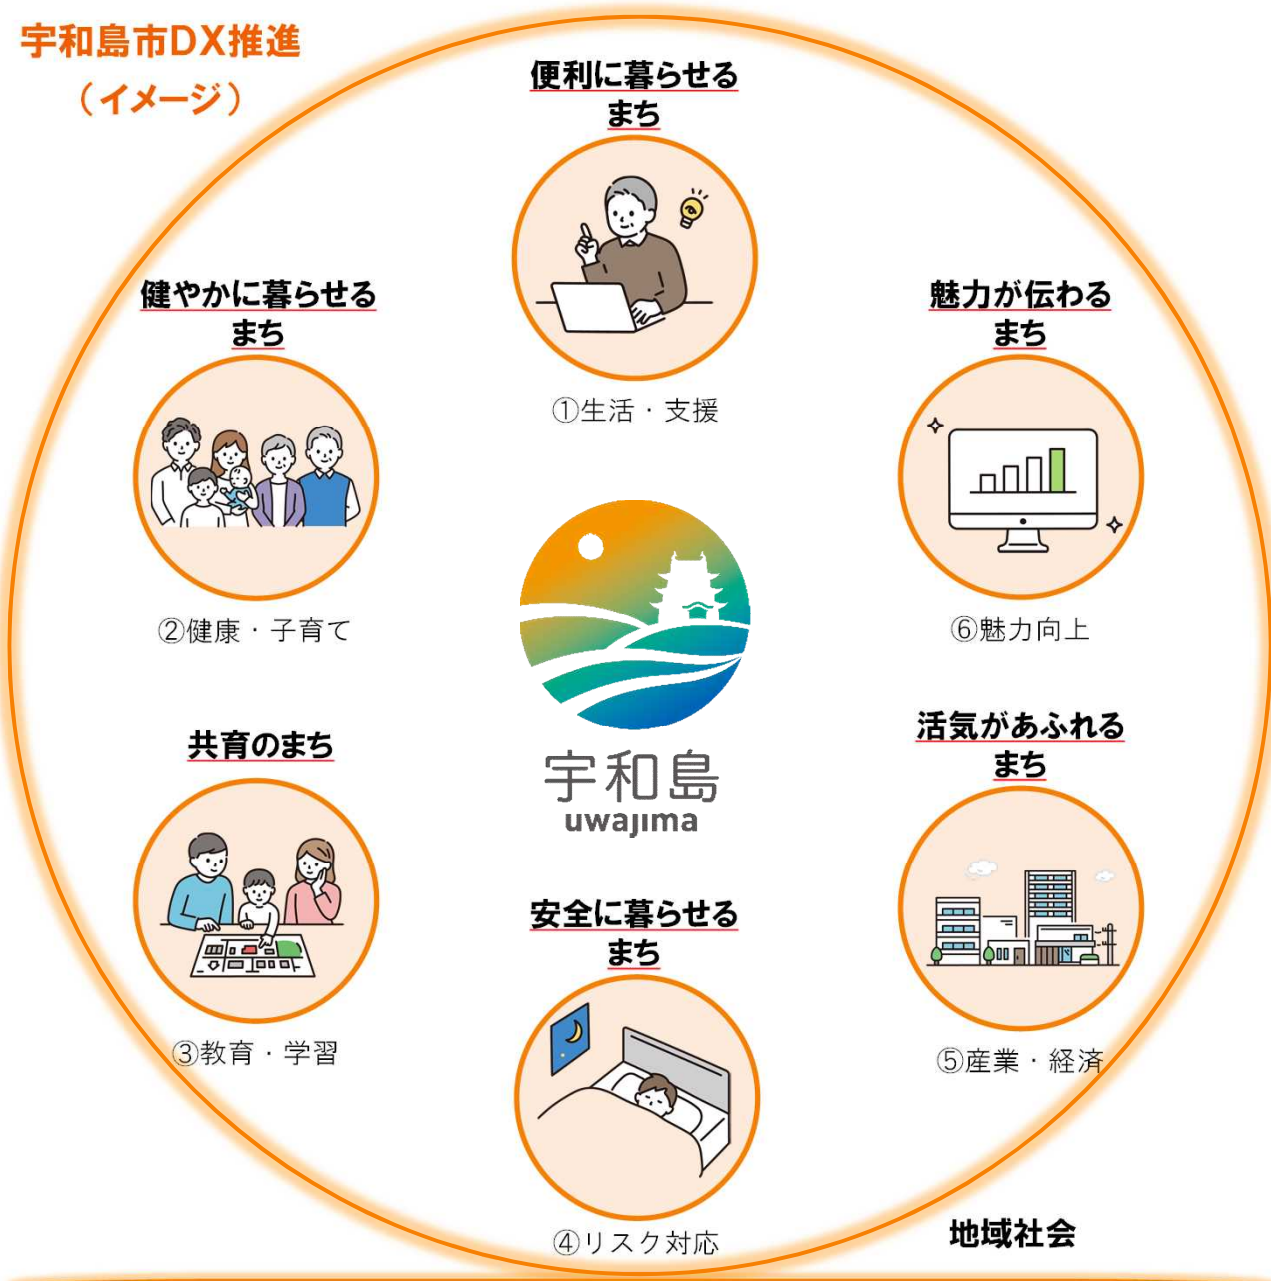 宇和島市DX推進
（イメージ）
便利に暮らせる
まち
①生活・支援
健やかに暮らせる
まち
②健康・子育て
魅力が伝わる
まち
⑥魅力向上
宇和島
uwajıma
共育のまち
③教育・学習
活気があふれる
まち
⑤産業・経済
安全に暮らせる
まち
④リスク対応
地域社会